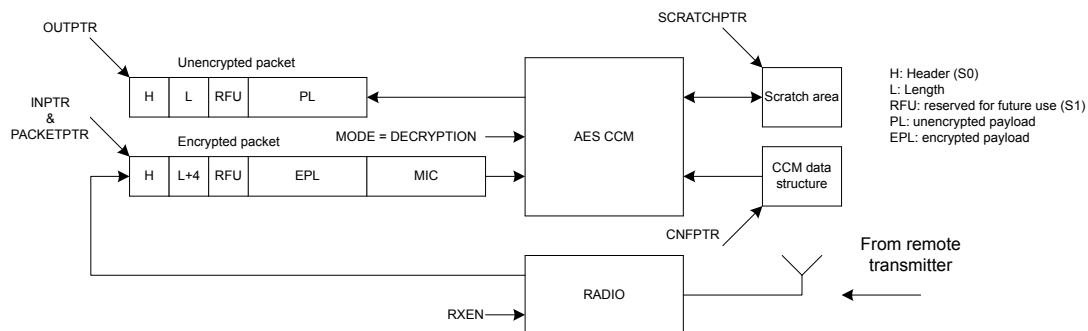 OUTPTR
SCRATCHPTR
Unencrypted packet
H L RFU PL
INPTR
&
PACKETPTR
MODE = DECRYPTION
AES CCM
Scratch area
H: Header (S0)
L: Length
RFU: reserved for future use (S1)
PL: unencrypted payload
EPL: encrypted payload
Encrypted packet
H L+4 RFU EPL MIC
CCM data
structure
CNFPTR
From remote
transmitter
RADIO
RXEN